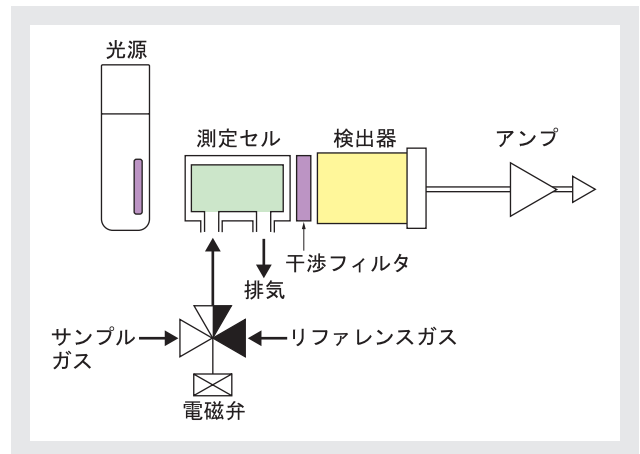 光源
測定セル
検出器
アンプ
干渉フィルタ
排気
サンプル
ガス
リファレンスガス
電磁弁